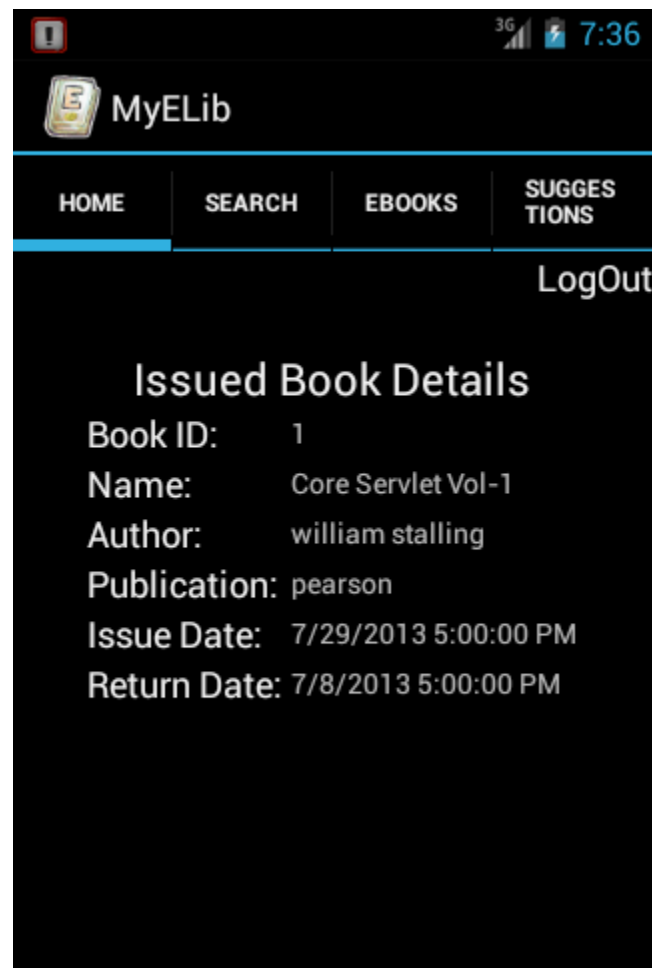 3G 7:36
MyELib
HOME SEARCH EBOOKS SUGGES
TIONS
LogOut
Issued Book Details
Book ID: 1
Name: Core Servlet Vol-1
Author: william stalling
Publication: pearson
Issue Date: 7/29/2013 5:00:00 PM
Return Date: 7/8/2013 5:00:00 PM